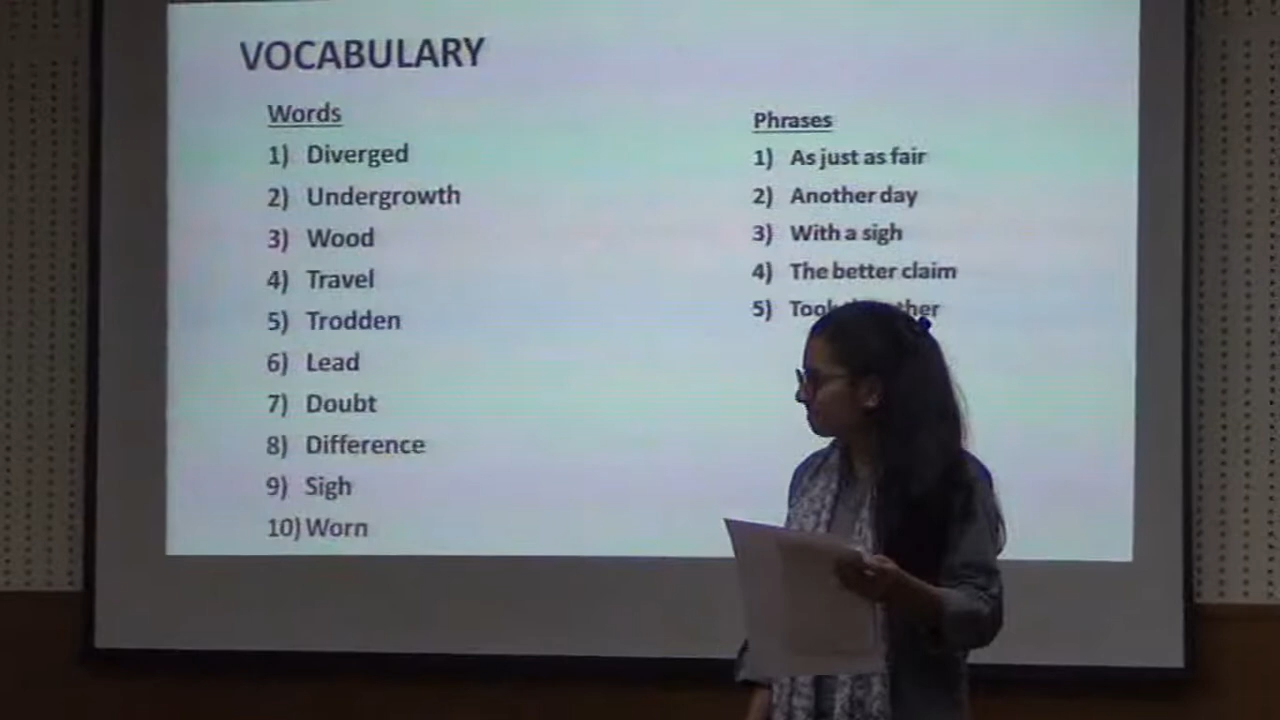 VOCABULARY
Words
1) Diverged
2) Undergrowth
3) Wood
4) Travel
5) Trodden
6) Lead
7) Doubt
8) Difference
9) Sigh
10) Worn
Phrases
1) As just as fair
2) Another day
3) With a sigh
4) The better claim
5)